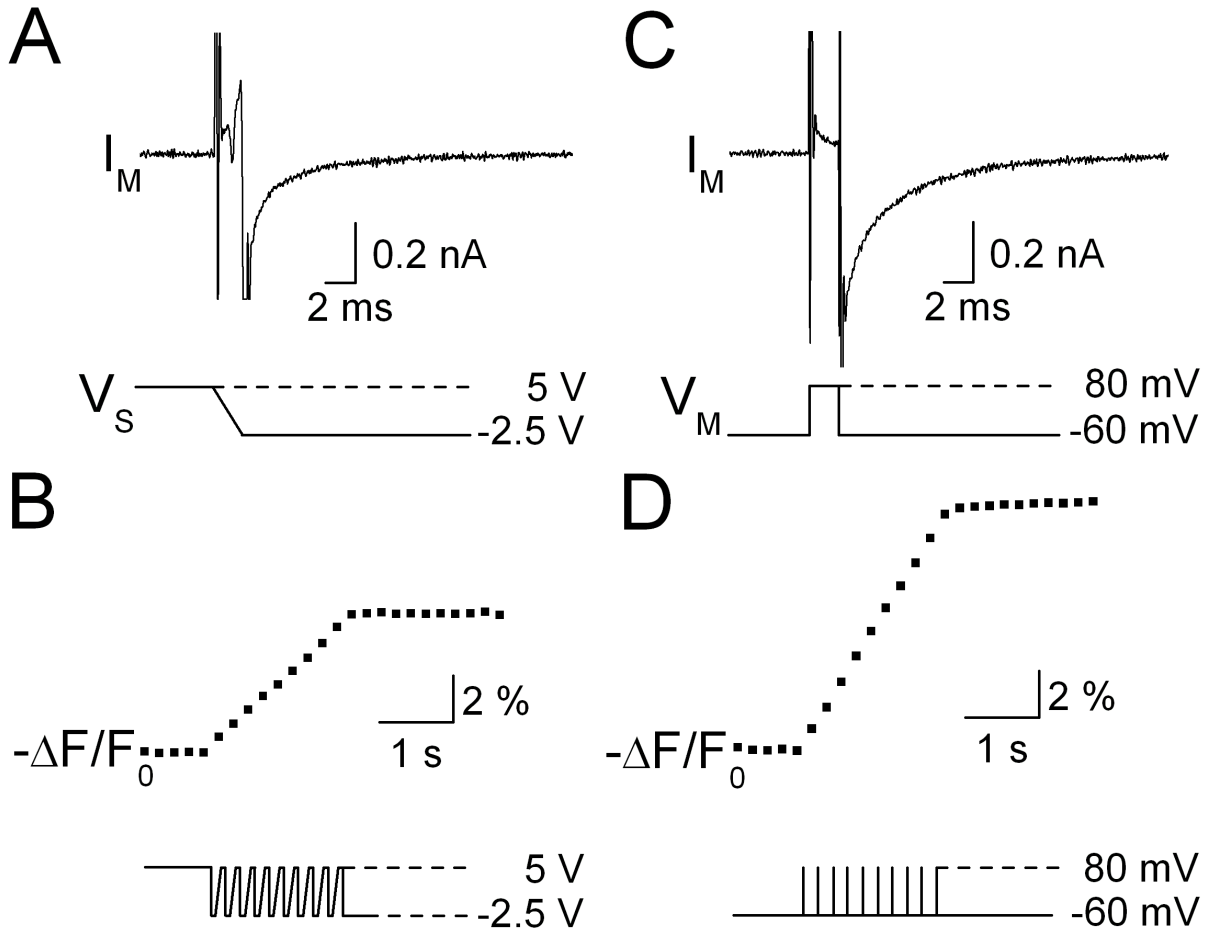 A
I_M
0.2 nA
2 ms
V_S
5 V
-2.5 V
C
I_M
0.2 nA
2 ms
V_M
80 mV
-60 mV
B
-ΔF/F_0
2 %
1 s
5 V
-2.5 V
D
-ΔF/F_0
2 %
1 s
80 mV
-60 mV